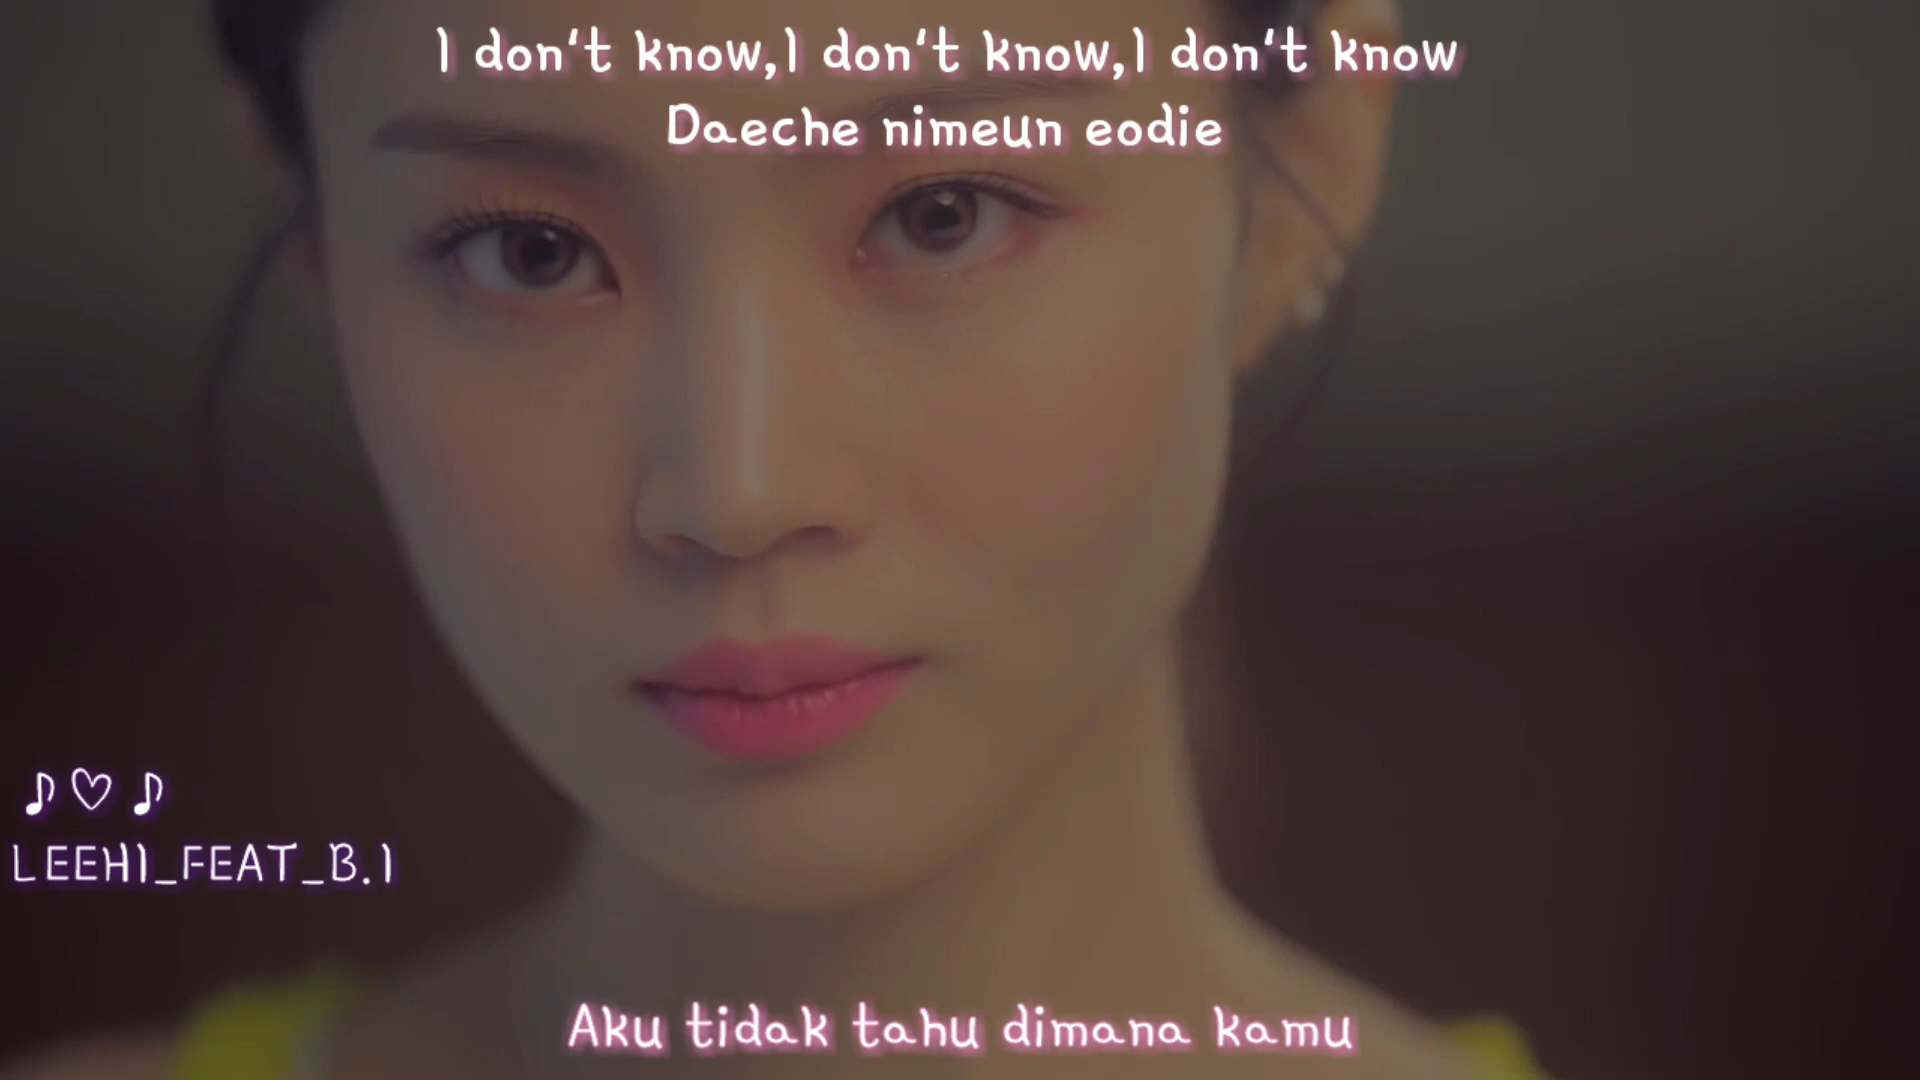 I don't know,I don't know,I don't know
Daeche nimeun eodie
♪♡♪
LEEHI_FEAT_B.I
Aku tidak tahu dimana kamu